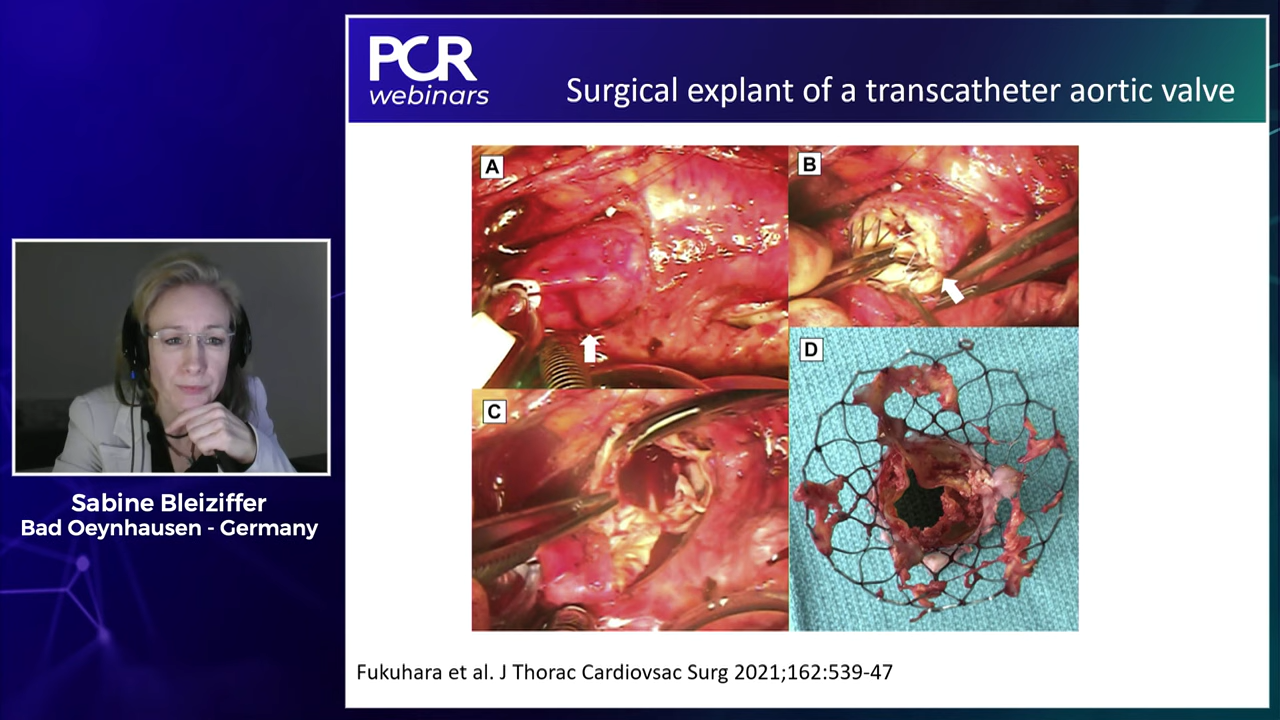 PCR
webinars
Surgical explant of a transcatheter aortic valve
A
B
C
D
Sabine Bleiziffer
Bad Oeynhausen - Germany
Fukuhara et al. J Thorac Cardiovsac Surg 2021;162:539-47